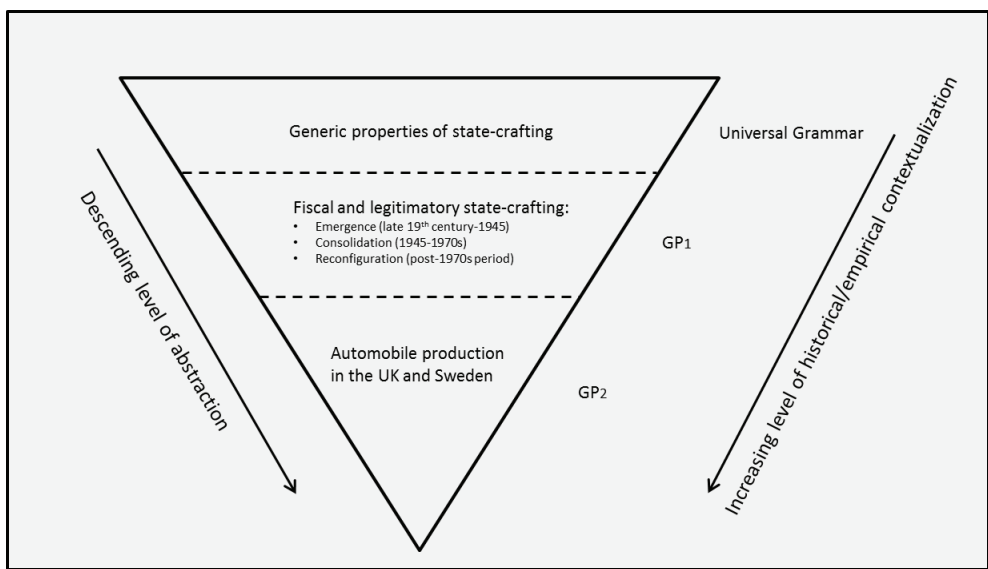 Generic properties of state-crafting
Universal Grammar
Fiscal and legitimatory state-crafting:
• Emergence (late 19th century-1945)
• Consolidation (1945-1970s)
• Reconfiguration (post-1970s period)
GP1
Automobile production
in the UK and Sweden
GP2
Descending level of abstraction
Increasing level of historical/empirical contextualization